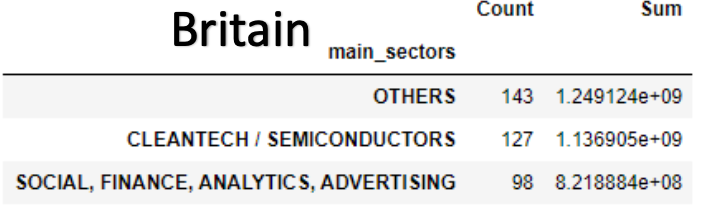 Britain
Count Sum
main_sectors
OTHERS 143 1.249124e+09
CLEANTECH / SEMICONDUCTORS 127 1.136905e+09
SOCIAL, FINANCE, ANALYTICS, ADVERTISING 98 8.218884e+08